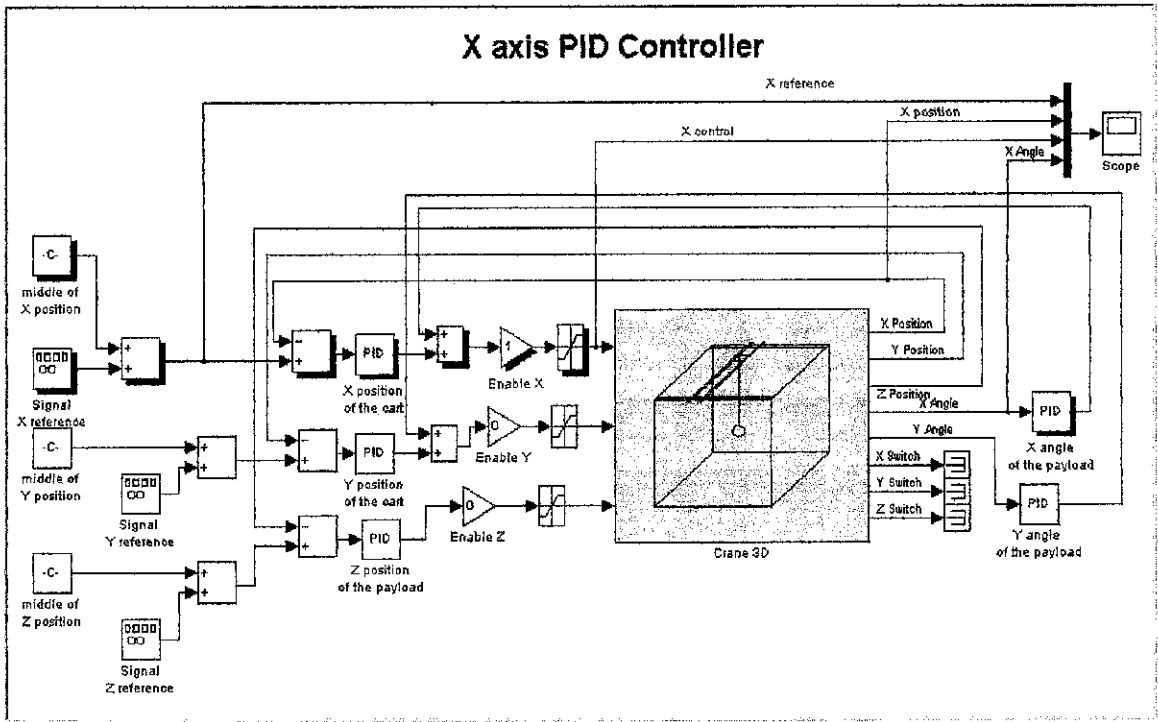 X axis PID Controller
X reference
X position
X control
X Angle
Scope
-C-
middle of
X position
+
+
Signal
X reference
-
+
PID
X position
of the cart
+
+
1
Enable X
X Position
Y Position
Z Position
X Angle
Y Angle
X Switch
Y Switch
Z Switch
Crane 3D
PID
X angle
of the payload
PID
Y angle
of the payload
-C-
middle of
Y position
+
+
Signal
Y reference
-
+
PID
Y position
of the cart
+
+
0
Enable Y
-C-
middle of
Z position
+
+
Signal
Z reference
-
+
PID
Z position
of the payload
0
Enable Z